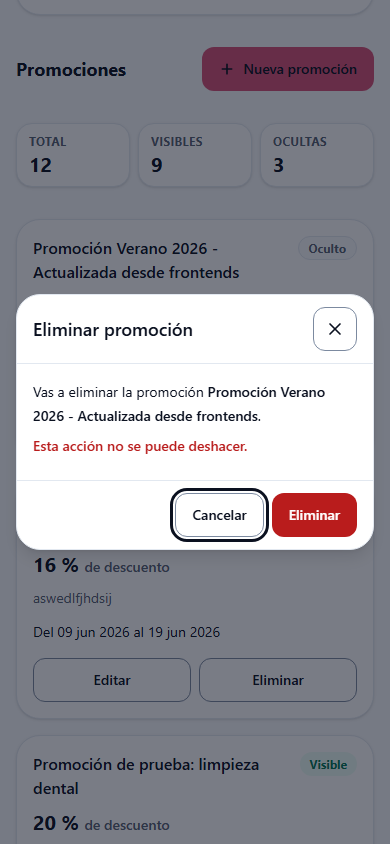 Promociones
+ Nueva promoción
TOTAL
12
VISIBLES
9
OCULTAS
3
Promoción Verano 2026 -
Actualizada desde frontends
Oculto
Eliminar promoción
Vas a eliminar la promoción Promoción Verano
2026 - Actualizada desde frontends.
Esta acción no se puede deshacer.
Cancelar
Eliminar
16 % de descuento
aswedlfjhdsij
Del 09 jun 2026 al 19 jun 2026
Editar
Eliminar
Promoción de prueba: limpieza
dental
Visible
20 % de descuento